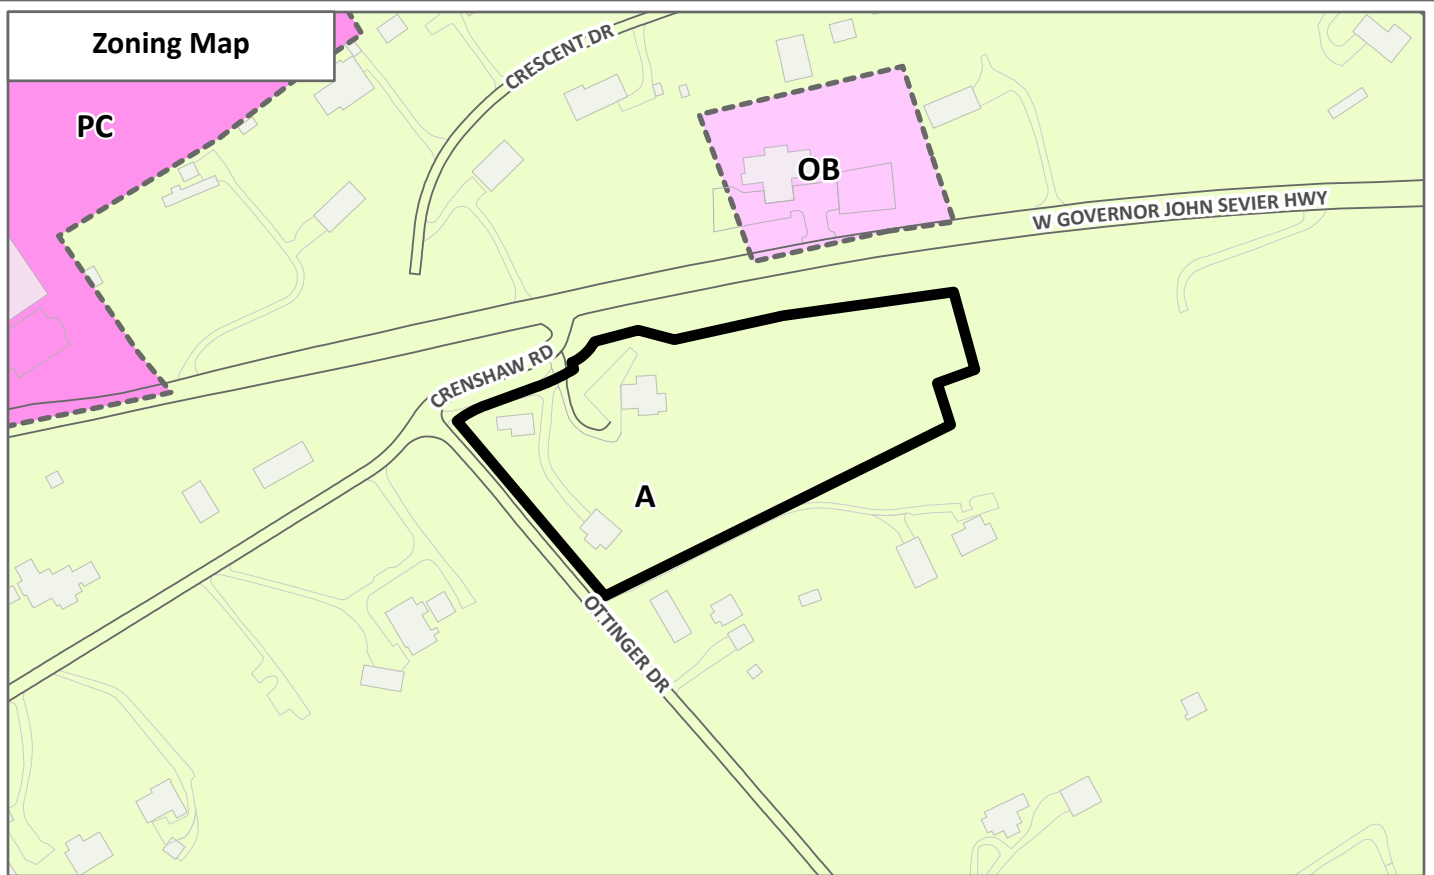 Zoning Map
CRESCENT DR
PC
OB
W GOVERNOR JOHN SEVIER HWY
CRENSHAW RD
A
OTTINGER DR